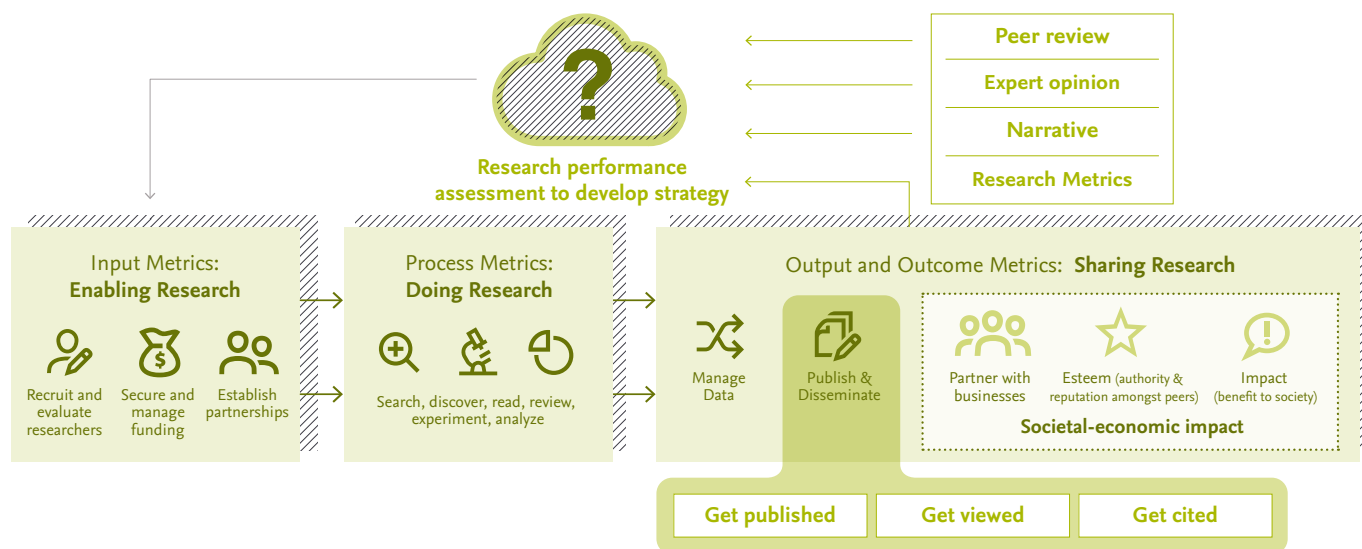 ?
Peer review
Expert opinion
Narrative
Research Metrics
Research performance
assessment to develop strategy
Input Metrics:
Enabling Research
$
Recruit and
evaluate
researchers
Secure and
manage
funding
Establish
partnerships
Process Metrics:
Doing Research
Search, discover, read, review,
experiment, analyze
Output and Outcome Metrics: Sharing Research
Manage
Data
Publish &
Disseminate
Partner with
businesses
Esteem (authority &
reputation amongst peers)
!
Impact
(benefit to society)
Societal-economic impact
Get published
Get viewed
Get cited